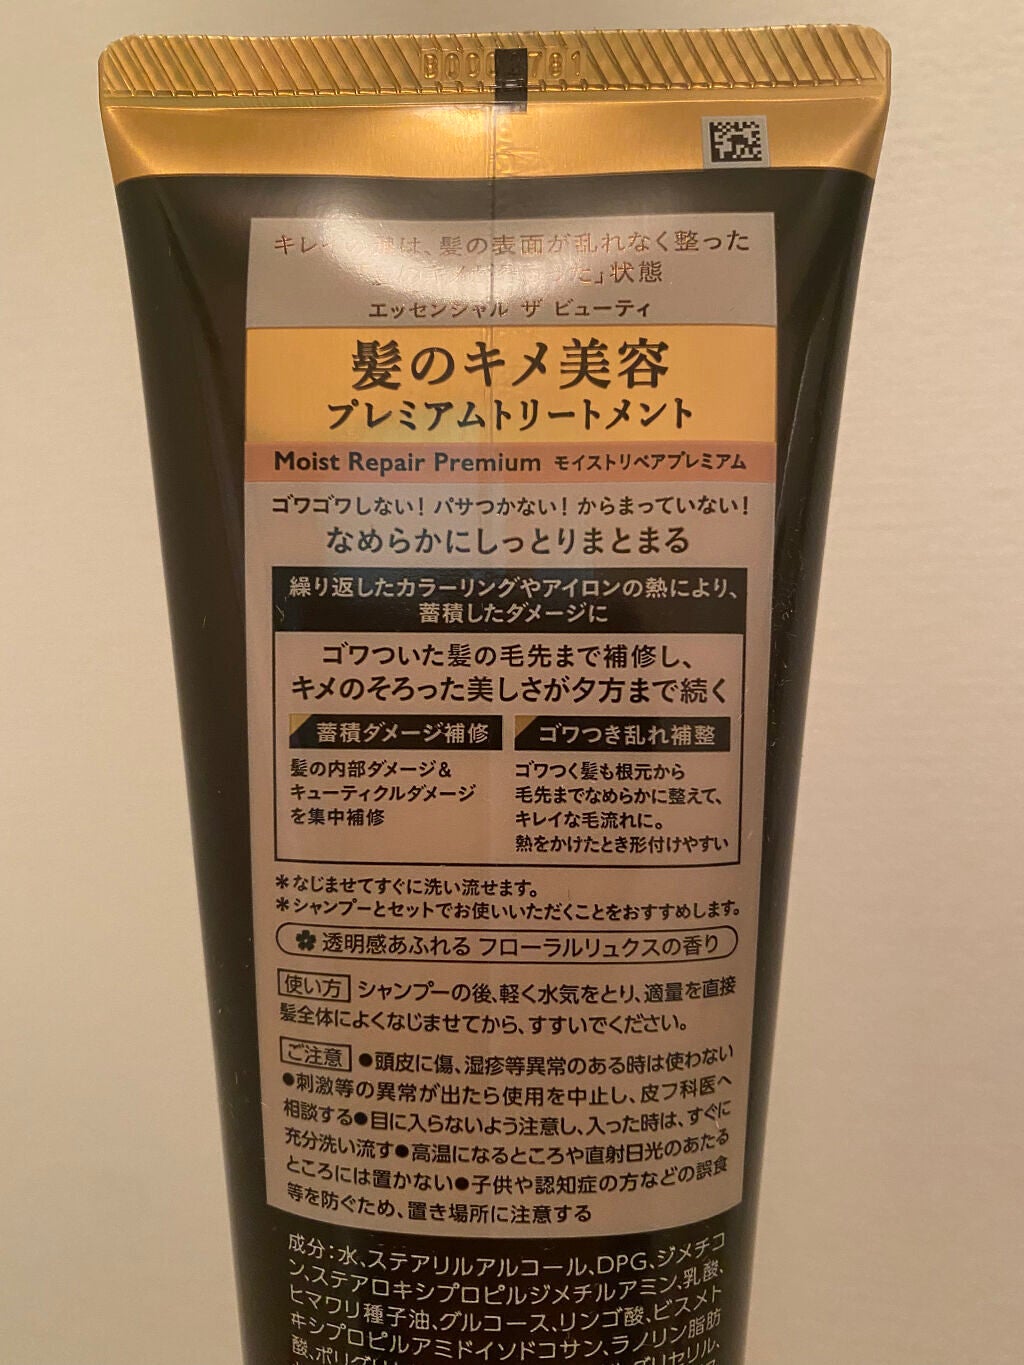 キレイな髪は、髪の表面が乱れなく整った
状態
エッセンシャル ザ ビューティ
髪のキメ美容
プレミアムトリートメント
Moist Repair Premium モイストリペアプレミアム
ゴワゴワしない! パサつかない! からまっていない!
なめらかにしっとりまとまる
繰り返したカラーリングやアイロンの熱により、
蓄積したダメージに
ゴワついた髪の毛先まで補修し、
キメのそろった美しさが夕方まで続く
蓄積ダメージ補修
髪の内部ダメージ&
キューティクルダメージ
を集中補修
ゴワつき乱れ補整
ゴワつく髪も根元から
毛先までなめらかに整えて、
キレイな毛流れに。
熱をかけたとき形付けやすい
*なじませてすぐに洗い流せます。
*シャンプーとセットでお使いいただくことをおすすめします。
透明感あふれる フローラルリュクスの香り
使い方 シャンプーの後、軽く水気をとり、適量を直接
髪全体によくなじませてから、すすいでください。
ご注意 ●頭皮に傷、湿疹等異常のある時は使わない
●刺激等の異常が出たら使用を中止し、皮フ科医へ
相談する●目に入らないよう注意し、入った時は、すぐに
充分洗い流す●高温になるところや直射日光のあたる
ところには置かない●子供や認知症の方などの誤食
等を防ぐため、置き場所に注意する
成分:水、ステアリルアルコール、DPG、ジメチコ
ン、ステアロキシプロピルジメチルアミン、乳酸、
ヒマワリ種子油、グルコース、リンゴ酸、ビスメト
キシプロピルアミドイソドコサン、ラノリン脂肪